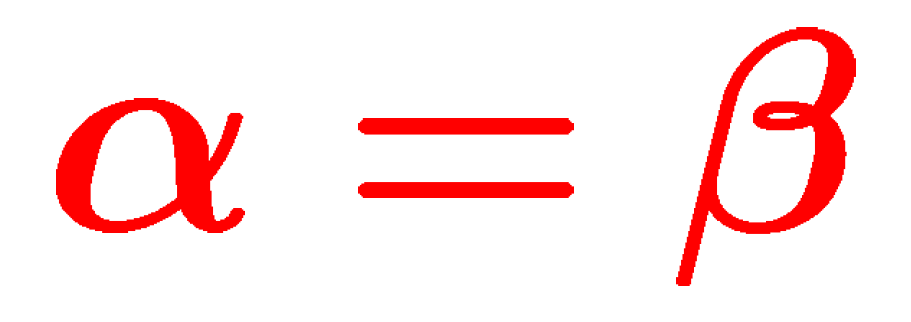 α = β